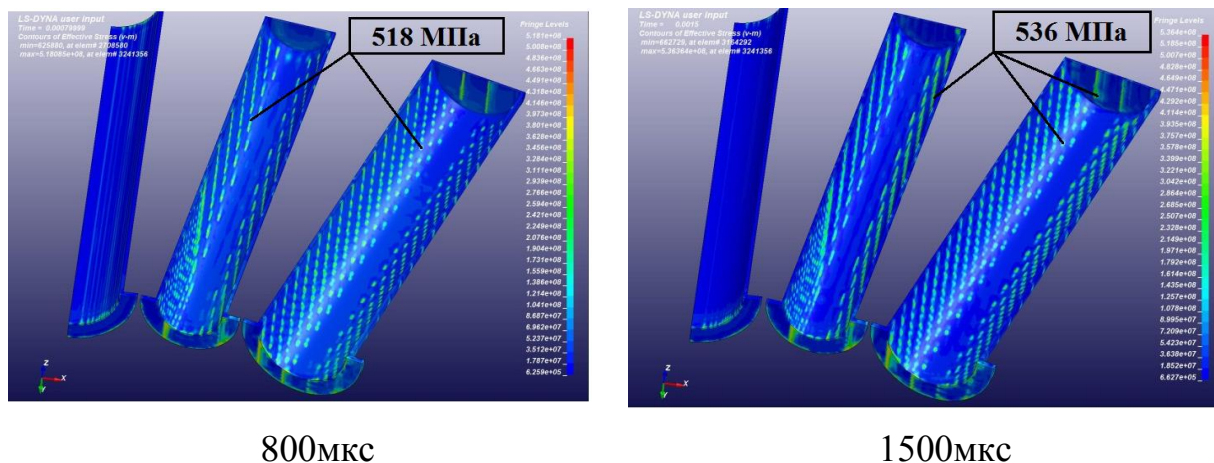 LS-DYNA user input
Time = 0.00079999
Contours of Effective Stress (v-m)
min=625880, at elem# 2708580
max=5.18085e+08, at elem# 3241356
518 МПа
Fringe Levels
5.181e+08
5.008e+08
4.836e+08
4.663e+08
4.491e+08
4.318e+08
4.146e+08
3.973e+08
3.801e+08
3.628e+08
3.456e+08
3.284e+08
3.111e+08
2.939e+08
2.766e+08
2.594e+08
2.421e+08
2.249e+08
2.076e+08
1.904e+08
1.731e+08
1.559e+08
1.386e+08
1.214e+08
1.041e+08
8.687e+07
6.962e+07
5.237e+07
3.512e+07
1.787e+07
6.259e+05
Z
X
Y
800мкс
LS-DYNA user input
Time = 0.0015
Contours of Effective Stress (v-m)
min=662729, at elem# 3164292
max=5.36364e+08, at elem# 3241356
536 МПа
Fringe Levels
5.364e+08
5.185e+08
5.007e+08
4.828e+08
4.649e+08
4.471e+08
4.292e+08
4.114e+08
3.935e+08
3.757e+08
3.578e+08
3.399e+08
3.221e+08
3.042e+08
2.864e+08
2.685e+08
2.507e+08
2.328e+08
2.149e+08
1.971e+08
1.792e+08
1.614e+08
1.435e+08
1.257e+08
1.078e+08
8.995e+07
7.209e+07
5.423e+07
3.638e+07
1.852e+07
6.627e+05
Z
X
Y
1500мкс